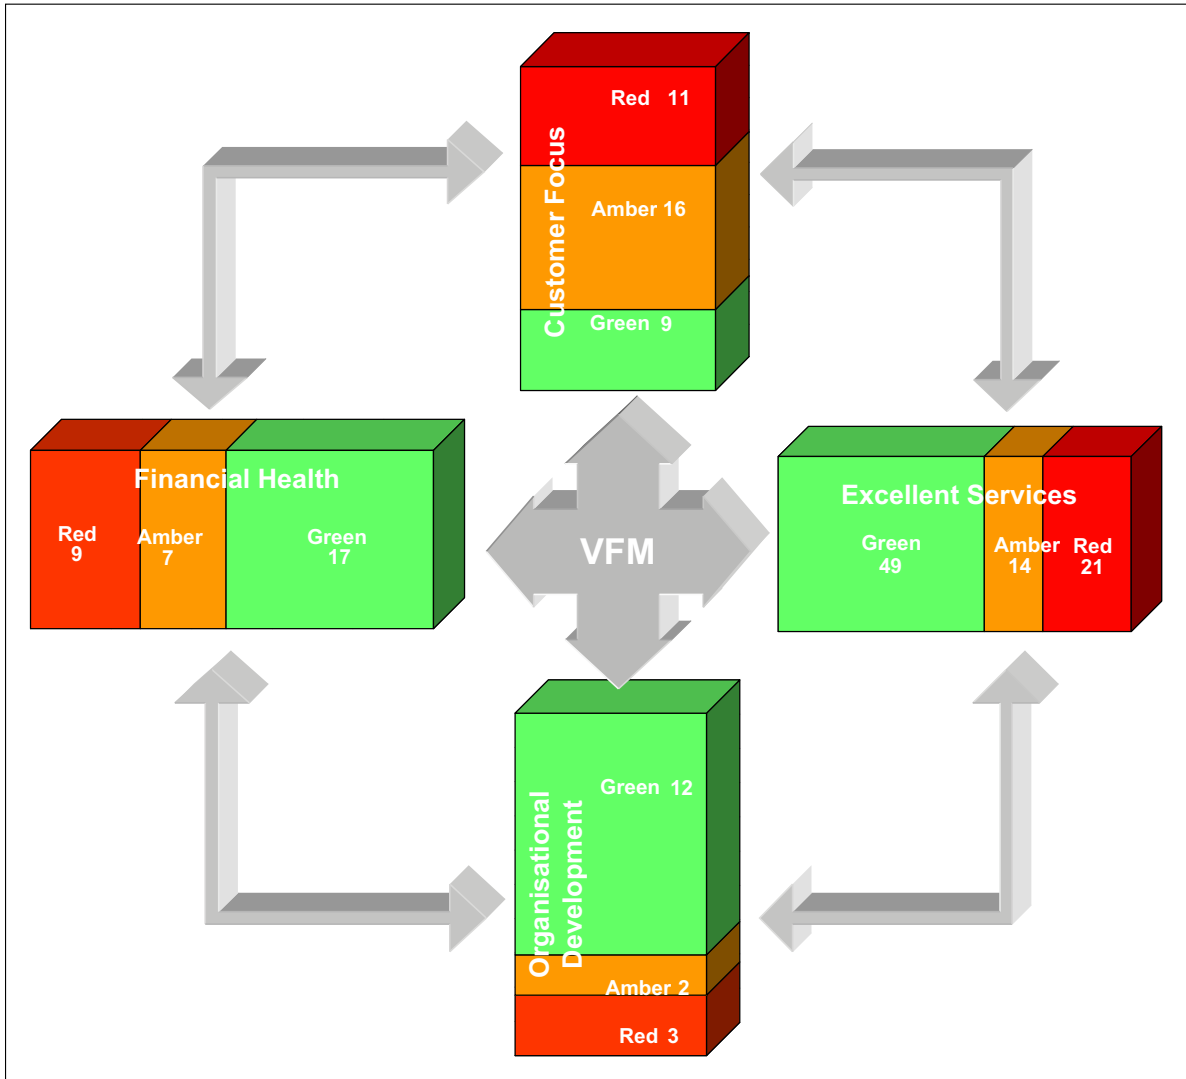 Customer Focus
Red 11
Amber 16
Green 9
Financial Health
Red
9
Amber
7
Green
17
VFM
Excellent Services
Green
49
Amber
14
Red
21
Organisational
Development
Green 12
Amber 2
Red 3